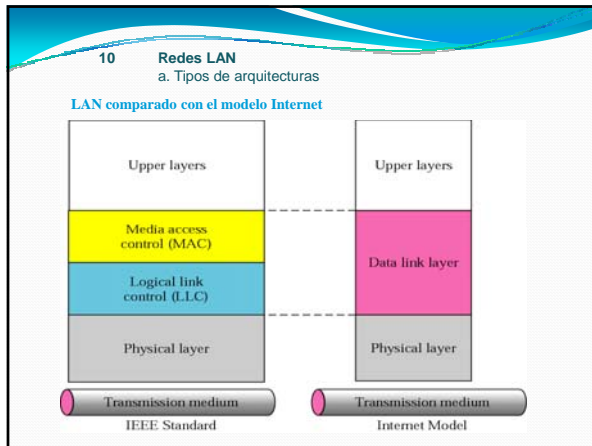 10 Redes LAN
a. Tipos de arquitecturas
LAN comparado con el modelo Internet
Upper layers
Media access
control (MAC)
Logical link
control (LLC)
Physical layer
Transmission medium
IEEE Standard
Upper layers
Data link layer
Physical layer
Transmission medium
Internet Model